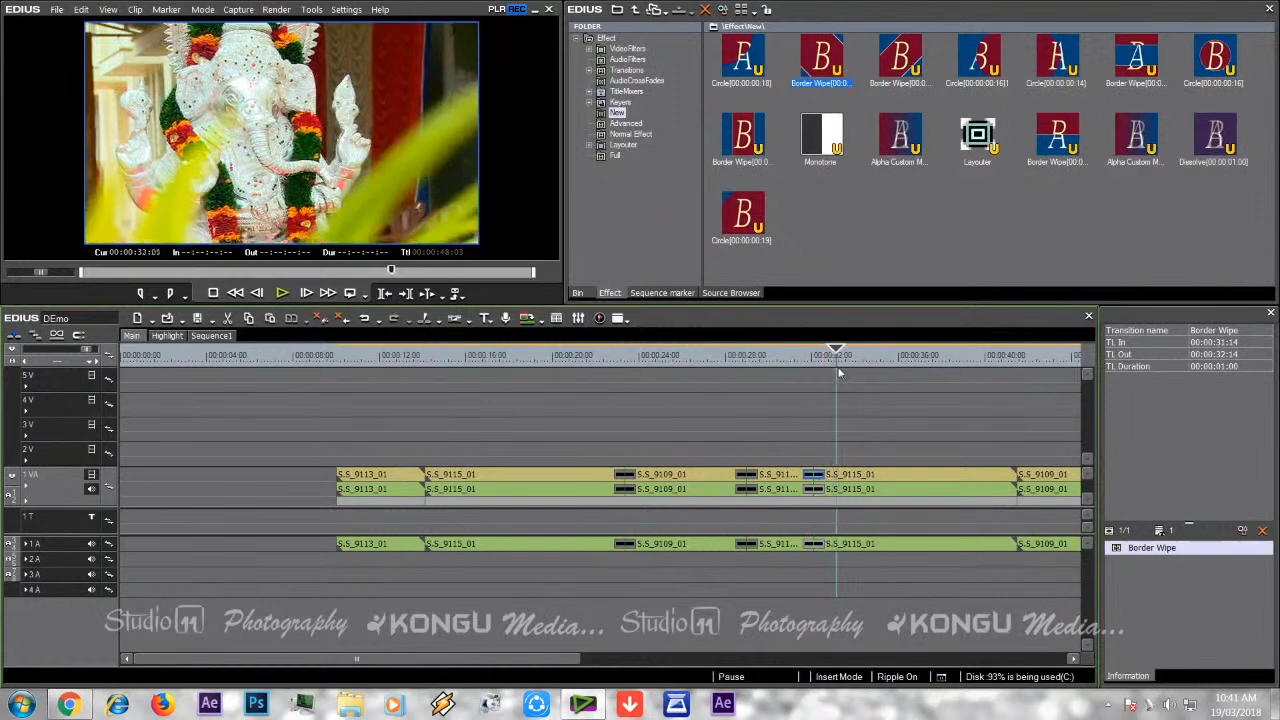 EDIUS File Edit View Clip Marker Mode Capture Render Tools Settings Help PLR REC
Cur 00:00:33:01 In --:--:--:-- Out --:--:--:-- Dur --:--:--:-- Ttl 00:00:48:03
EDIUS
FOLDER
Effect
VideoFilters
AudioFilters
Transitions
AudioCrossFades
TitleMixers
Keyers
New
Advanced
Normal Effect
Layouter
Full
\Effect\New\
Circle[00:00:00:18] Border Wipe[00:0... Border Wipe[00:0... Circle[00:00:00:16]1 Circle[00:00:00:14] Border Wipe[00:0... Circle[00:00:00:16]
Border Wipe[00:0... Monotone Alpha Custom M... Layouter Border Wipe[00:0... Alpha Custom M... Dissolve[00:00:01:00]
Circle[00:00:00:19]
Bin Effect Sequence marker Source Browser
EDIUS DEmo
Main Highlight Sequence1
00:00:00:00 00:00:04:00 00:00:08:00 00:00:12:00 00:00:16:00 00:00:20:00 00:00:24:00 00:00:28:00 00:00:32:00 00:00:36:00 00:00:40:00
5 V
4 V
3 V
2 V
1 VA S.S_9113_01 S.S_9115_01 S.S_9109_01 S.S_911... S.S_9115_01 S.S_9109_01
S.S_9113_01 S.S_9115_01 S.S_9109_01 S.S_911... S.S_9115_01 S.S_9109_01
1 T T
1 A S.S_9113_01 S.S_9115_01 S.S_9109_01 S.S_911... S.S_9115_01 S.S_9109_01
2 A
3 A
4 A
Studio 11 Photography KONGU Media... Studio 11 Photography KONGU Media...
Pause Insert Mode Ripple On Disk :93% is being used(C:)
Transition name Border Wipe
TL In 00:00:31:14
TL Out 00:00:32:14
TL Duration 00:00:01:00
1/1 1
Border Wipe
Information
Ae Ps Ae
10:41 AM
19/03/2018